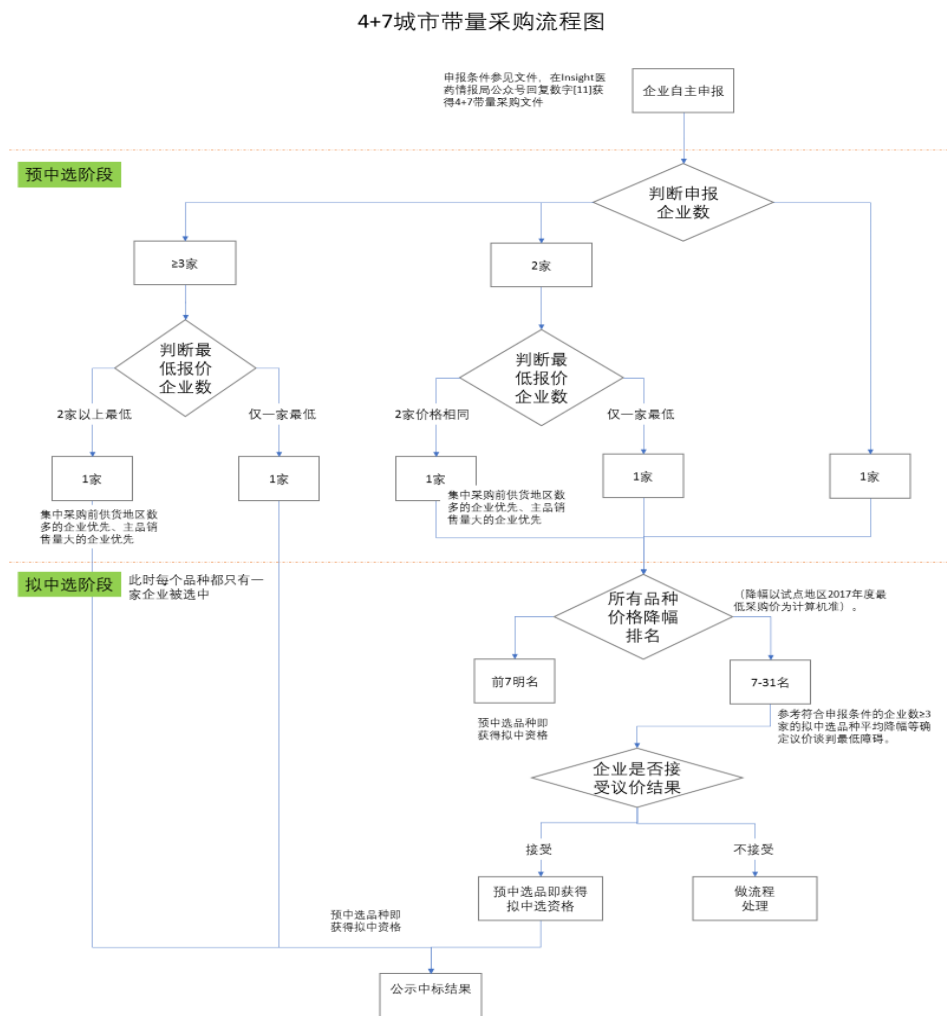 4+7城市带量采购流程图
申报条件参见文件，在Insight医
药情报局公众号回复数字[11]获
得4+7带量采购文件
企业自主申报
预中选阶段
判断申报
企业数
≥3家
2家
判断最
低报价
企业数
判断最
低报价
企业数
2家以上最低
仅一家最低
2家价格相同
仅一家最低
1家
1家
1家
1家
1家
集中采购前供货地区数
多的企业优先、主品销
售量大的企业优先
集中采购前供货地区数
多的企业优先、主品销
售量大的企业优先
拟中选阶段
此时每个品种都只有一
家企业被选中
所有品种
价格降幅
排名
（降幅以试点地区2017年度最
低采购价为计算机准）。
前7明名
7-31名
预中选品种即
获得拟中资格
参考符合申报条件的企业数≥3
家的拟中选品种平均降幅等确
定议价谈判最低障碍。
企业是否接
受议价结果
接受
不接受
预中选品即获得
拟中选资格
做流程
处理
预中选品种即
获得拟中资格
公示中标结果